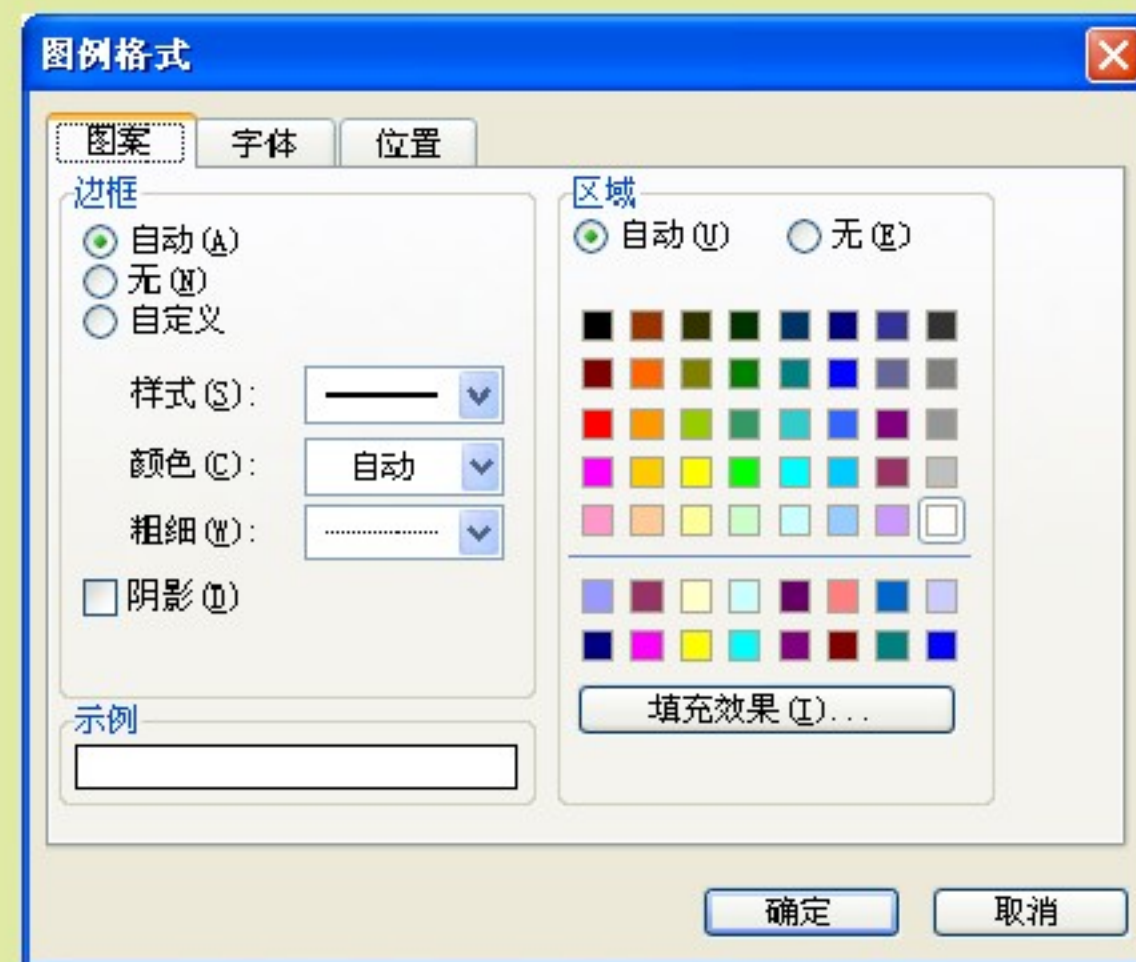 图例格式
图案 字体 位置
边框
自动(A)
无(N)
自定义
样式(S):
颜色(C): 自动
粗细(W):
阴影(D)
示例
区域
自动(U) 无(E)
填充效果(I)...
确定 取消